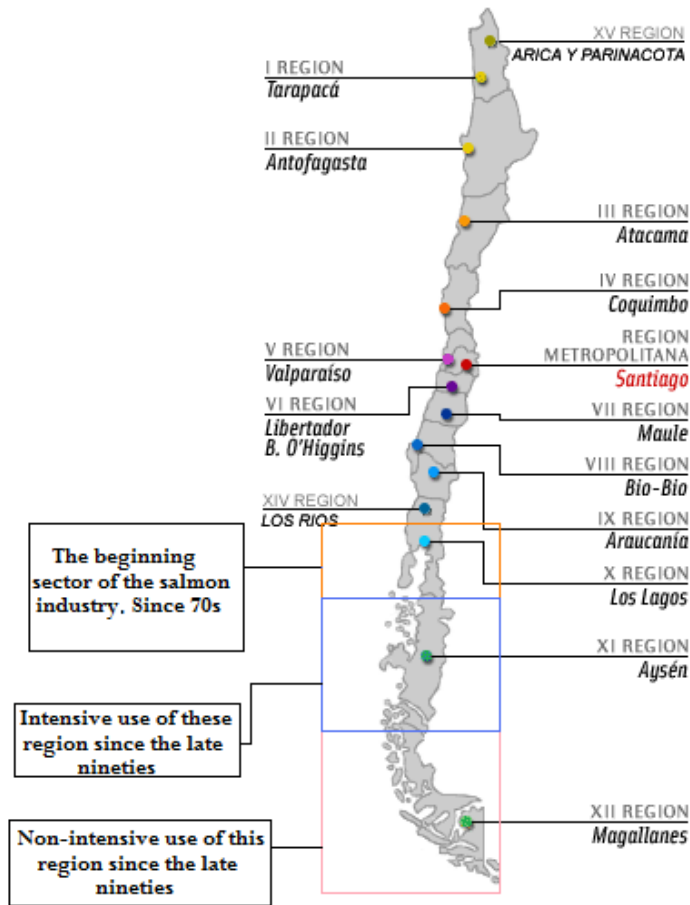 XV REGION
ARICA Y PARINACOTA
I REGION
Tarapacá
II REGION
Antofagasta
III REGION
Atacama
IV REGION
Coquimbo
REGION
METROPOLITANA
Santiago
V REGION
Valparaíso
VI REGION
Libertador
B. O'Higgins
VII REGION
Maule
VIII REGION
Bio-Bio
XIV REGION
LOS RIOS
IX REGION
Araucanía
X REGION
Los Lagos
The beginning
sector of the salmon
industry. Since 70s
XI REGION
Aysén
Intensive use of these
region since the late
nineties
XII REGION
Magallanes
Non-intensive use of this
region since the late
nineties